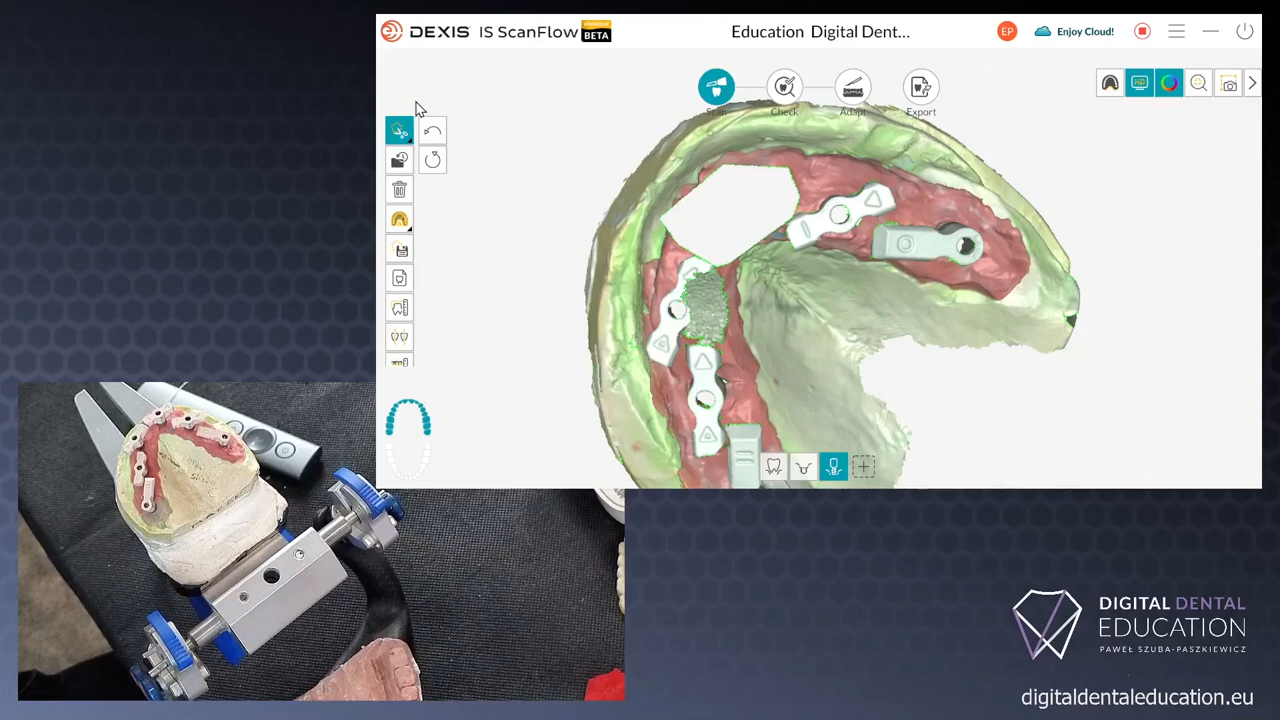 DEXIS IS ScanFlow PREMIUM BETA
Education Digital Dent...
EP
Enjoy Cloud!
Scan
Check
Adapt
Export
DIGITAL DENTAL
EDUCATION
PAWEŁ SZUBA-PASZKIEWICZ
digitaldentaleducation.eu